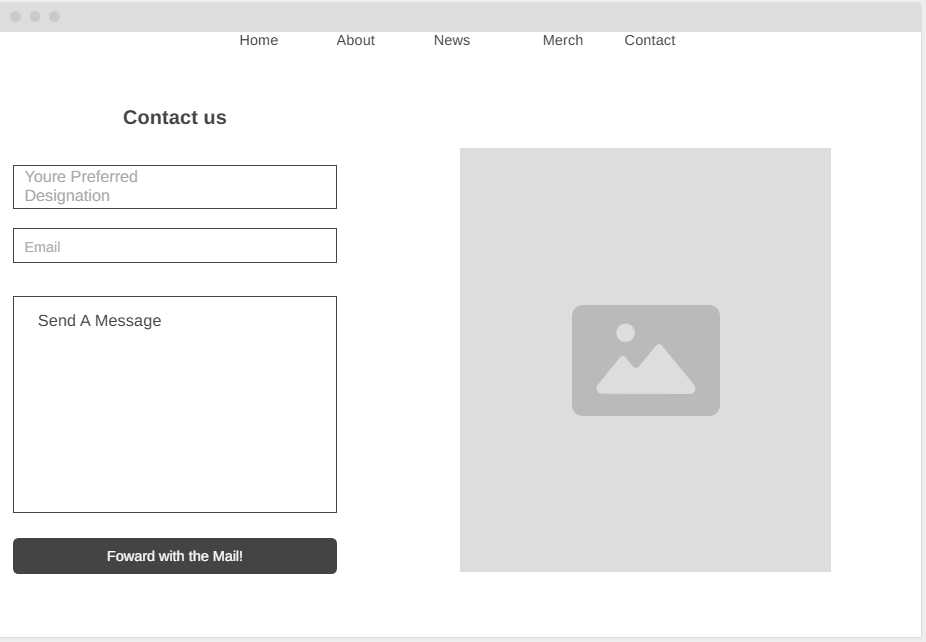 Home About News Merch Contact
Contact us
Youre Preferred
Designation
Email
Send A Message
Foward with the Mail!